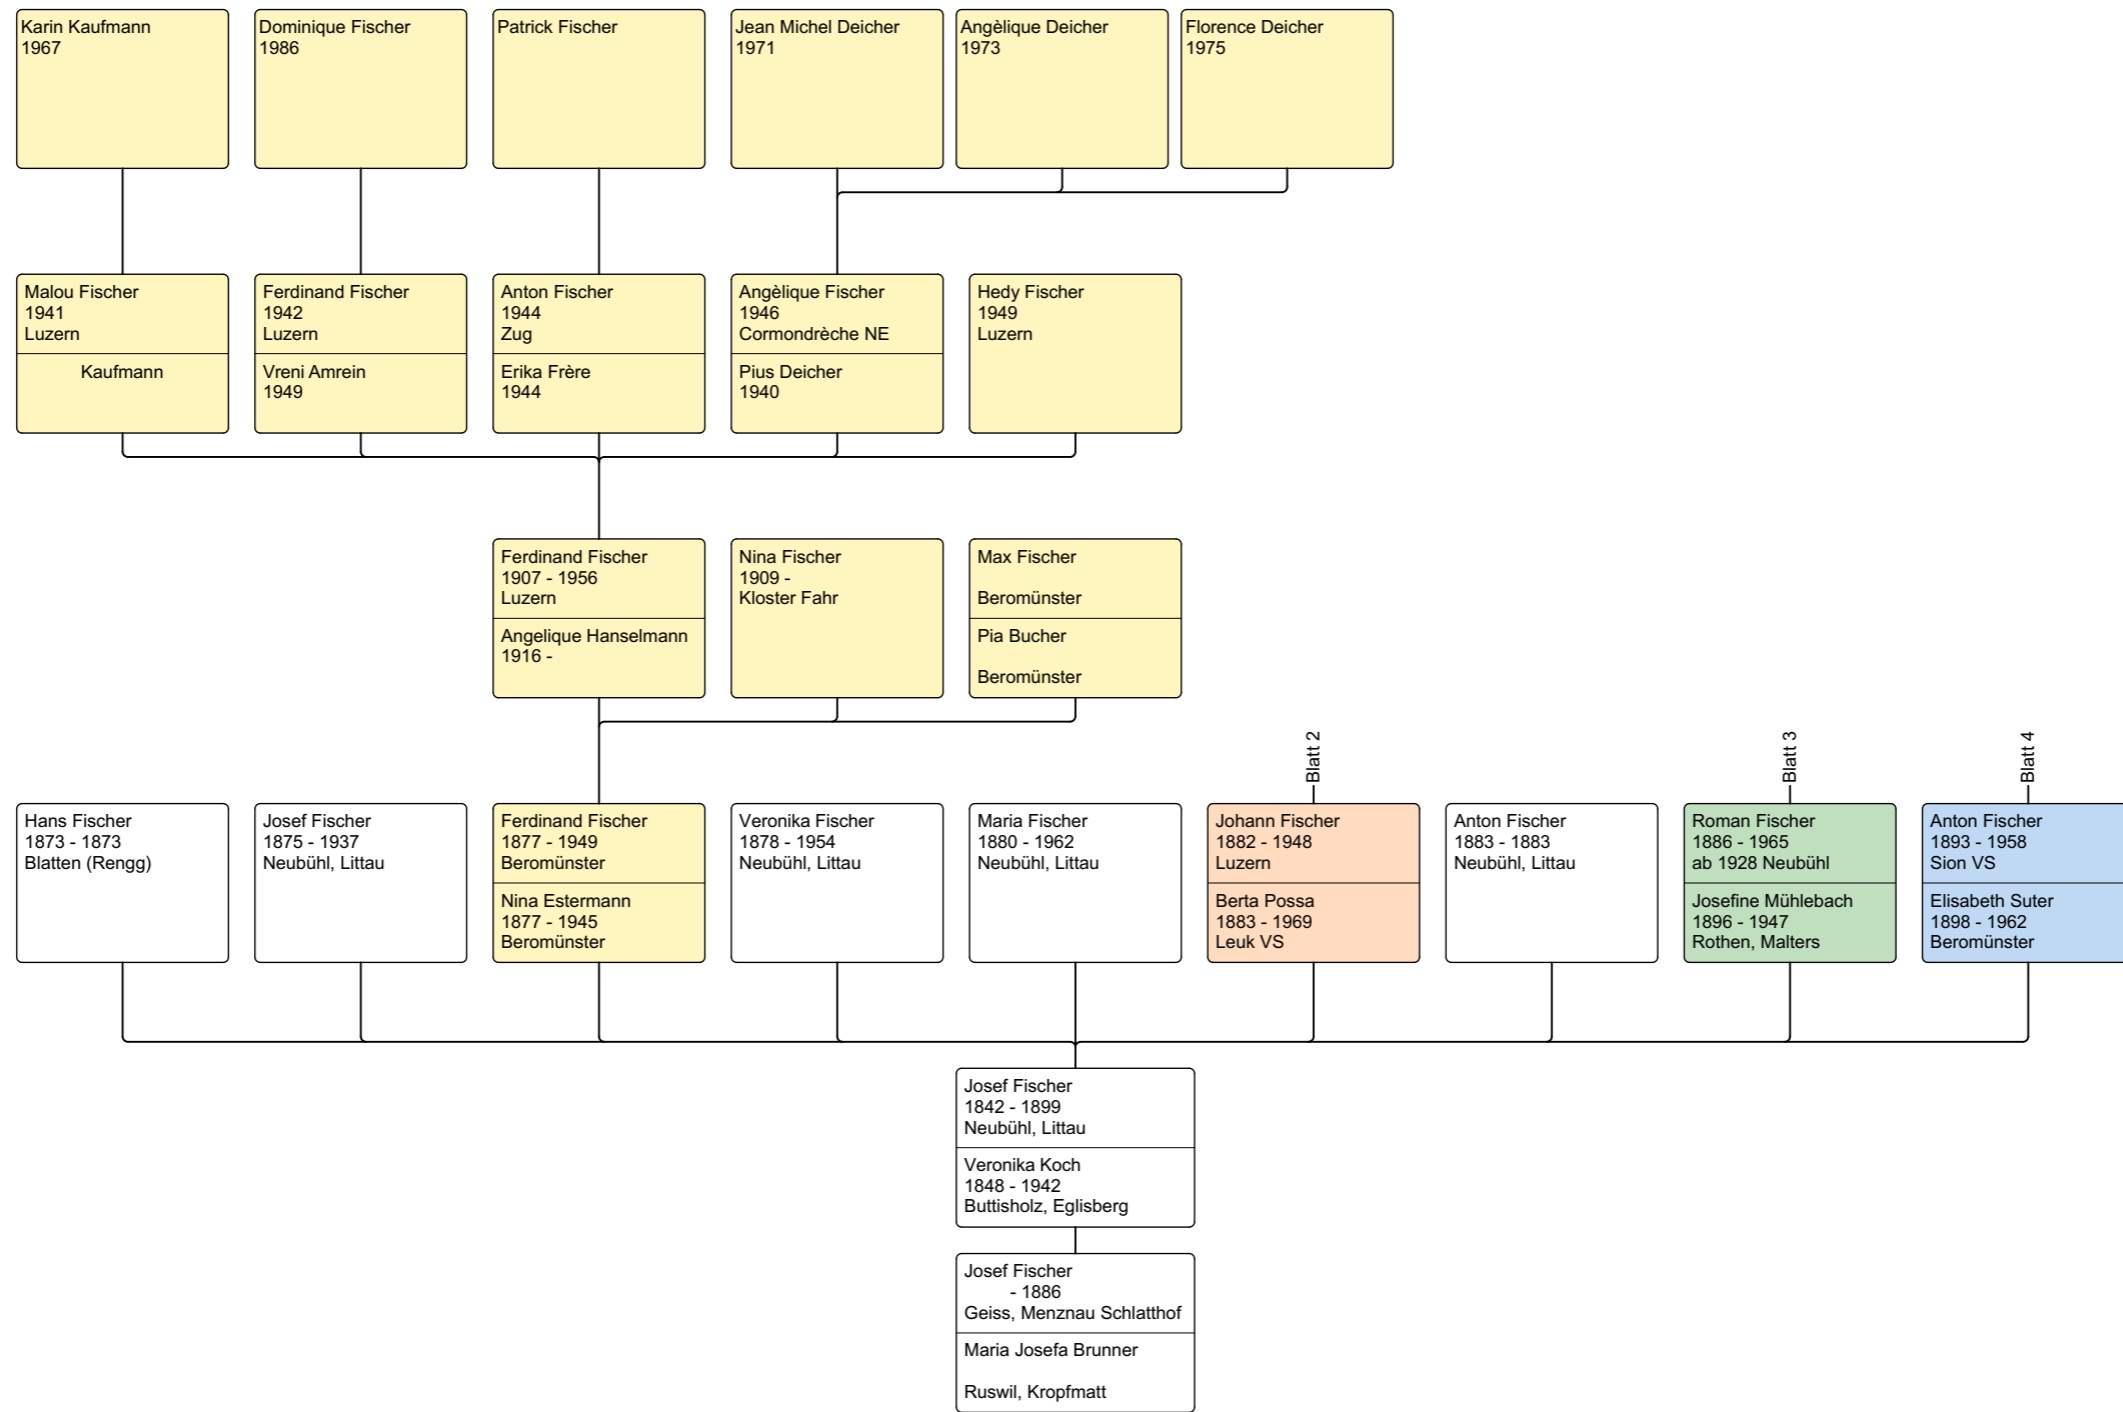 Karin Kaufmann
1967
Dominique Fischer
1986
Patrick Fischer
Jean Michel Deicher
1971
Angèlique Deicher
1973
Florence Deicher
1975
Malou Fischer
1941
Luzern
Kaufmann
Ferdinand Fischer
1942
Luzern
Vreni Amrein
1949
Anton Fischer
1944
Zug
Erika Frère
1944
Angèlique Fischer
1946
Cormondrèche NE
Pius Deicher
1940
Hedy Fischer
1949
Luzern
Ferdinand Fischer
1907 - 1956
Luzern
Angelique Hanselmann
1916 -
Nina Fischer
1909 -
Kloster Fahr
Max Fischer
Beromünster
Pia Bucher
Beromünster
Blatt 2
Blatt 3
Blatt 4
Hans Fischer
1873 - 1873
Blatten (Rengg)
Josef Fischer
1875 - 1937
Neubühl, Littau
Ferdinand Fischer
1877 - 1949
Beromünster
Nina Estermann
1877 - 1945
Beromünster
Veronika Fischer
1878 - 1954
Neubühl, Littau
Maria Fischer
1880 - 1962
Neubühl, Littau
Johann Fischer
1882 - 1948
Luzern
Berta Possa
1883 - 1969
Leuk VS
Anton Fischer
1883 - 1883
Neubühl, Littau
Roman Fischer
1886 - 1965
ab 1928 Neubühl
Josefine Mühlebach
1896 - 1947
Rothen, Malters
Anton Fischer
1893 - 1958
Sion VS
Elisabeth Suter
1898 - 1962
Beromünster
Josef Fischer
1842 - 1899
Neubühl, Littau
Veronika Koch
1848 - 1942
Buttisholz, Eglisberg
Josef Fischer
- 1886
Geiss, Menznau Schlatthof
Maria Josefa Brunner
Ruswil, Kropfmatt